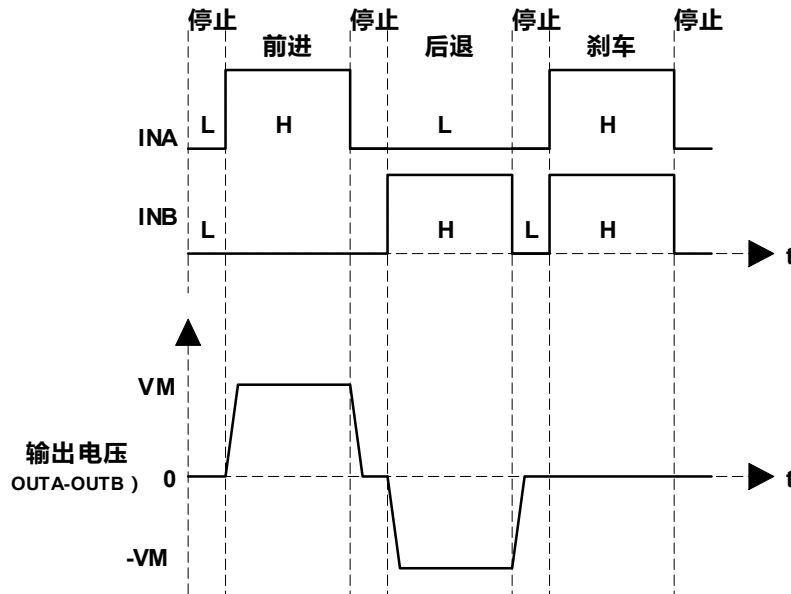 停止 停止 停止 停止
前进 后退 刹车
L H L H
INA
INB
L H L H
t
VM
输出电压
OUTA-OUTB ) 0
t
-VM